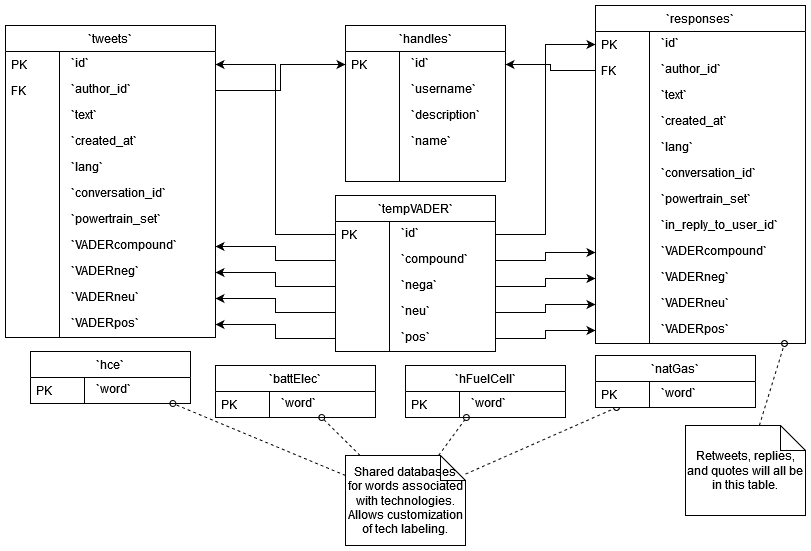 `tweets`
PK `id`
FK `author_id`
`text`
`created_at`
`lang`
`conversation_id`
`powertrain_set`
`VADERcompound`
`VADERneg`
`VADERneu`
`VADERpos`
`handles`
PK `id`
`username`
`description`
`name`
`responses`
PK `id`
FK `author_id`
`text`
`created_at`
`lang`
`conversation_id`
`powertrain_set`
`in_reply_to_user_id`
`VADERcompound`
`VADERneg`
`VADERneu`
`VADERpos`
`tempVADER`
PK `id`
`compound`
`nega`
`neu`
`pos`
`hce`
PK `word`
`battElec`
PK `word`
`hFuelCell`
PK `word`
`natGas`
PK `word`
Shared databases
for words associated
with technologies.
Allows customization
of tech labeling.
Retweets, replies,
and quotes will all be
in this table.